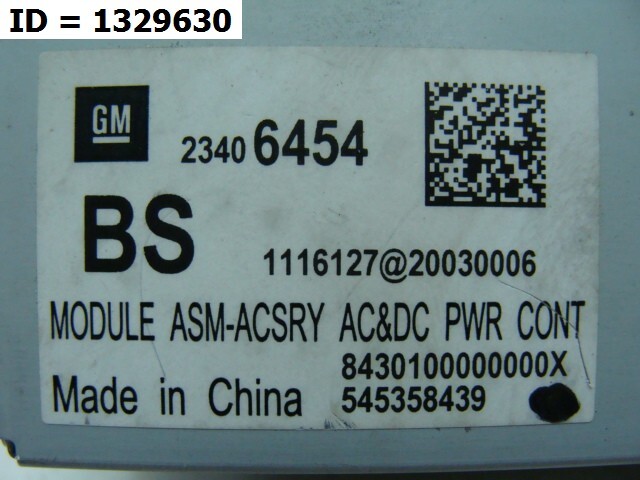 ID = 1329630
GM
2340 6454
BS
1116127@20030006
MODULE ASM-ACSRY AC&DC PWR CONT
8430100000000X
Made in China 545358439